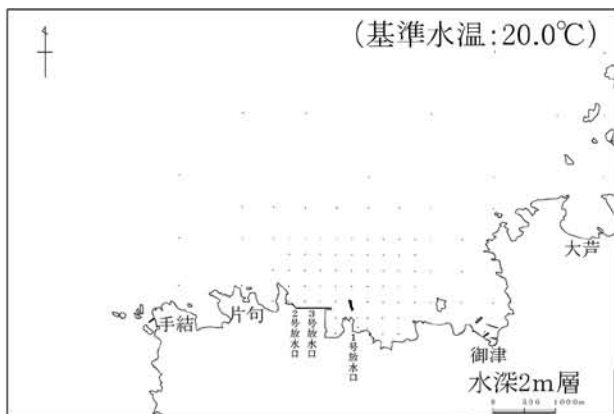 (基準水温:20.0℃)
大芦
手結
片句
2号放水口
3号放水口
1号放水口
御津
水深2m層
0 500 1000m